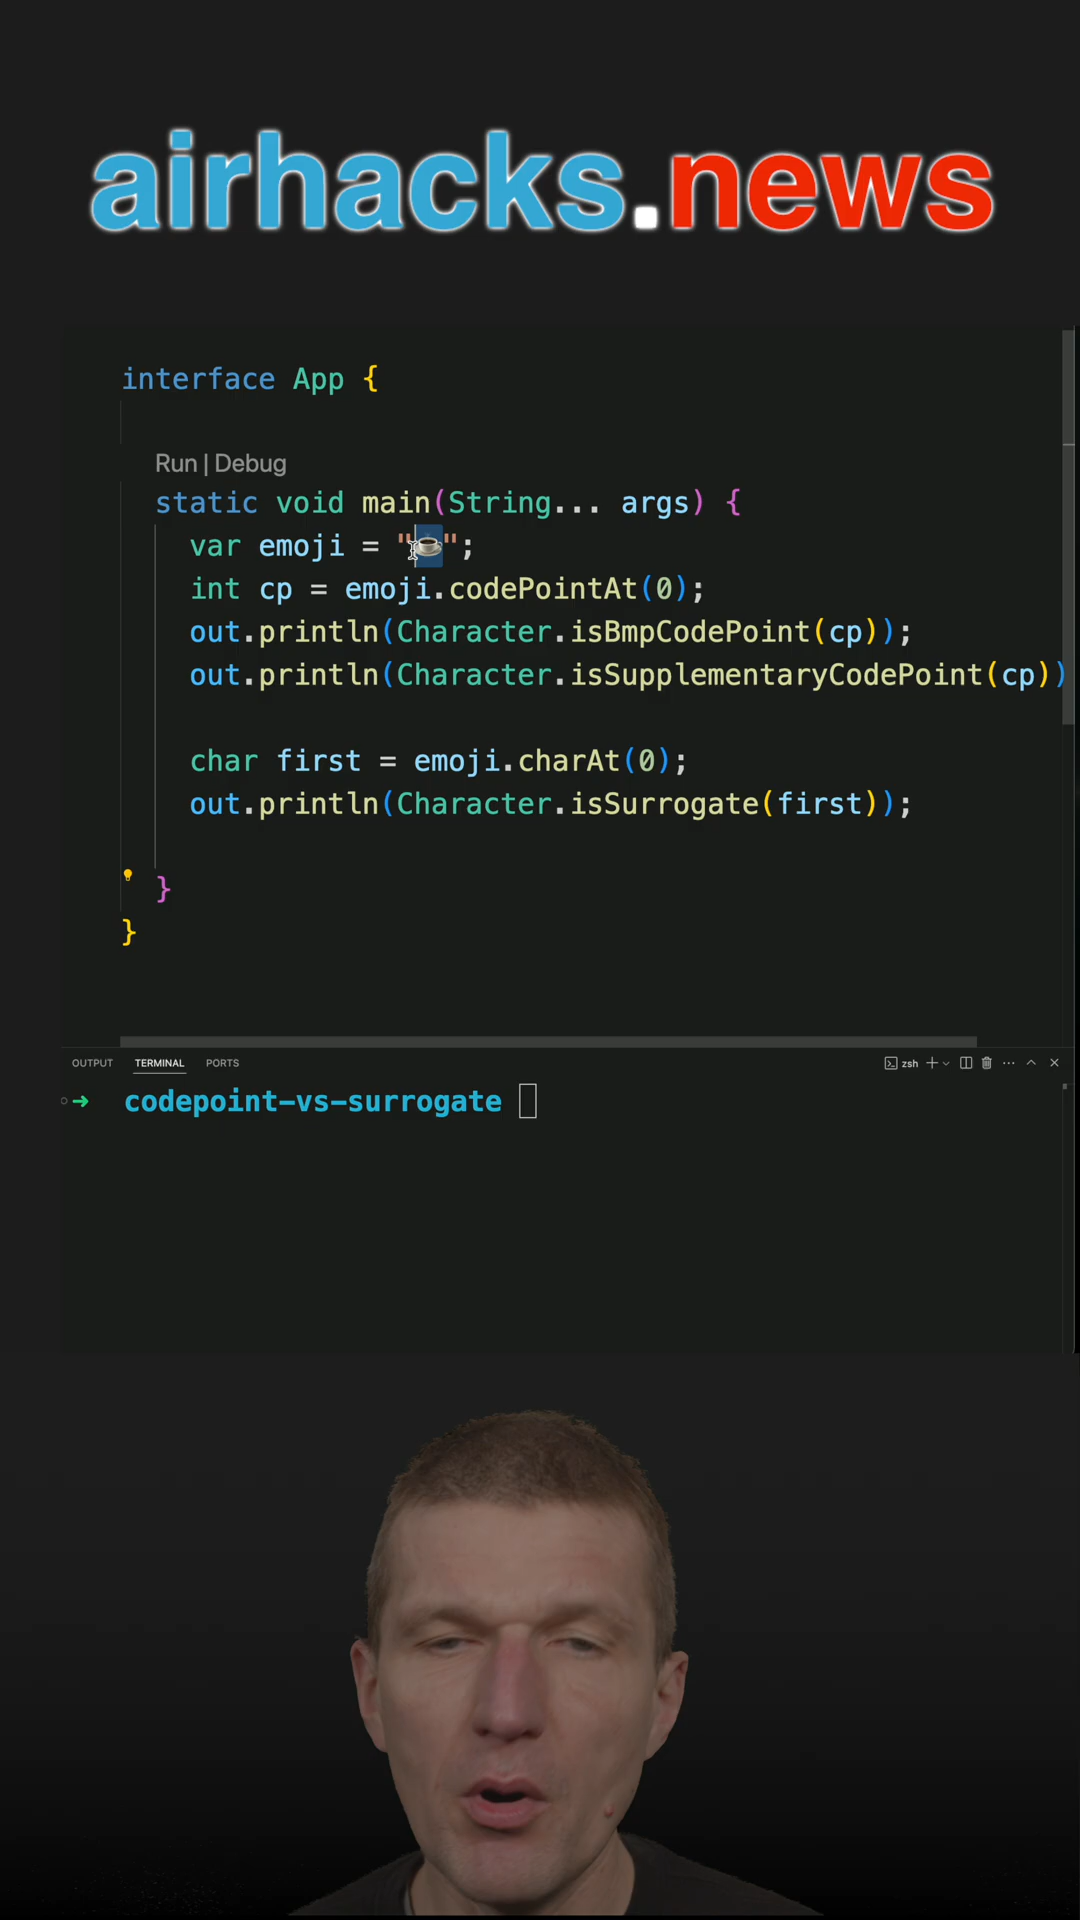 airhacks.news
interface App {
Run | Debug
static void main(String... args) {
var emoji = "☕";
int cp = emoji.codePointAt(0);
out.println(Character.isBmpCodePoint(cp));
out.println(Character.isSupplementaryCodePoint(cp))
char first = emoji.charAt(0);
out.println(Character.isSurrogate(first));
}
}
OUTPUT TERMINAL PORTS zsh
→ codepoint-vs-surrogate